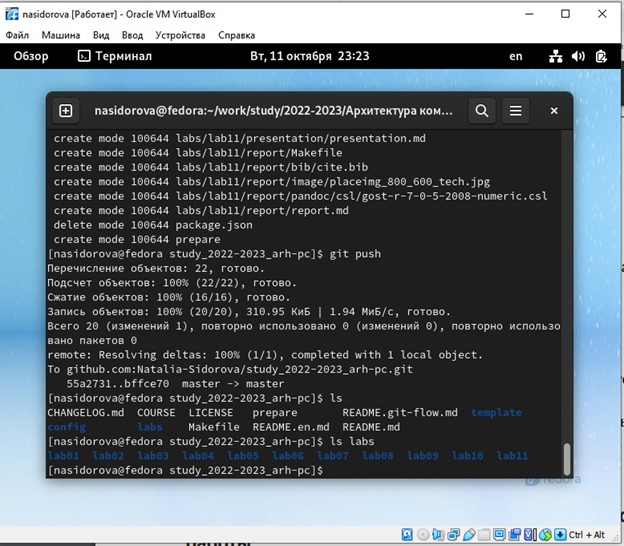 nasidorova [Работает] - Oracle VM VirtualBox
Файл Машина Вид Ввод Устройства Справка
Обзор Терминал Вт, 11 октября 23:23 en
nasidorova@fedora:~/work/study/2022-2023/Архитектура ком...
create mode 100644 labs/lab11/presentation/presentation.md
create mode 100644 labs/lab11/report/Makefile
create mode 100644 labs/lab11/report/bib/cite.bib
create mode 100644 labs/lab11/report/image/placeimg_800_600_tech.jpg
create mode 100644 labs/lab11/report/pandoc/csl/gost-r-7-0-5-2008-numeric.csl
create mode 100644 labs/lab11/report/report.md
delete mode 100644 package.json
create mode 100644 prepare
[nasidorova@fedora study_2022-2023_arh-pc]$ git push
Перечисление объектов: 22, готово.
Подсчет объектов: 100% (22/22), готово.
Сжатие объектов: 100% (16/16), готово.
Запись объектов: 100% (20/20), 310.95 КиБ | 1.94 МиБ/с, готово.
Всего 20 (изменений 1), повторно использовано 0 (изменений 0), повторно использо
вано пакетов 0
remote: Resolving deltas: 100% (1/1), completed with 1 local object.
To github.com:Natalia-Sidorova/study_2022-2023_arh-pc.git
55a2731..bffce70 master -> master
[nasidorova@fedora study_2022-2023_arh-pc]$ ls
CHANGELOG.md COURSE LICENSE prepare README.git-flow.md template
config labs Makefile README.en.md README.md
[nasidorova@fedora study_2022-2023_arh-pc]$ ls labs
lab01 lab02 lab03 lab04 lab05 lab06 lab07 lab08 lab09 lab10 lab11
[nasidorova@fedora study_2022-2023_arh-pc]$
fedora
Ctrl + Alt